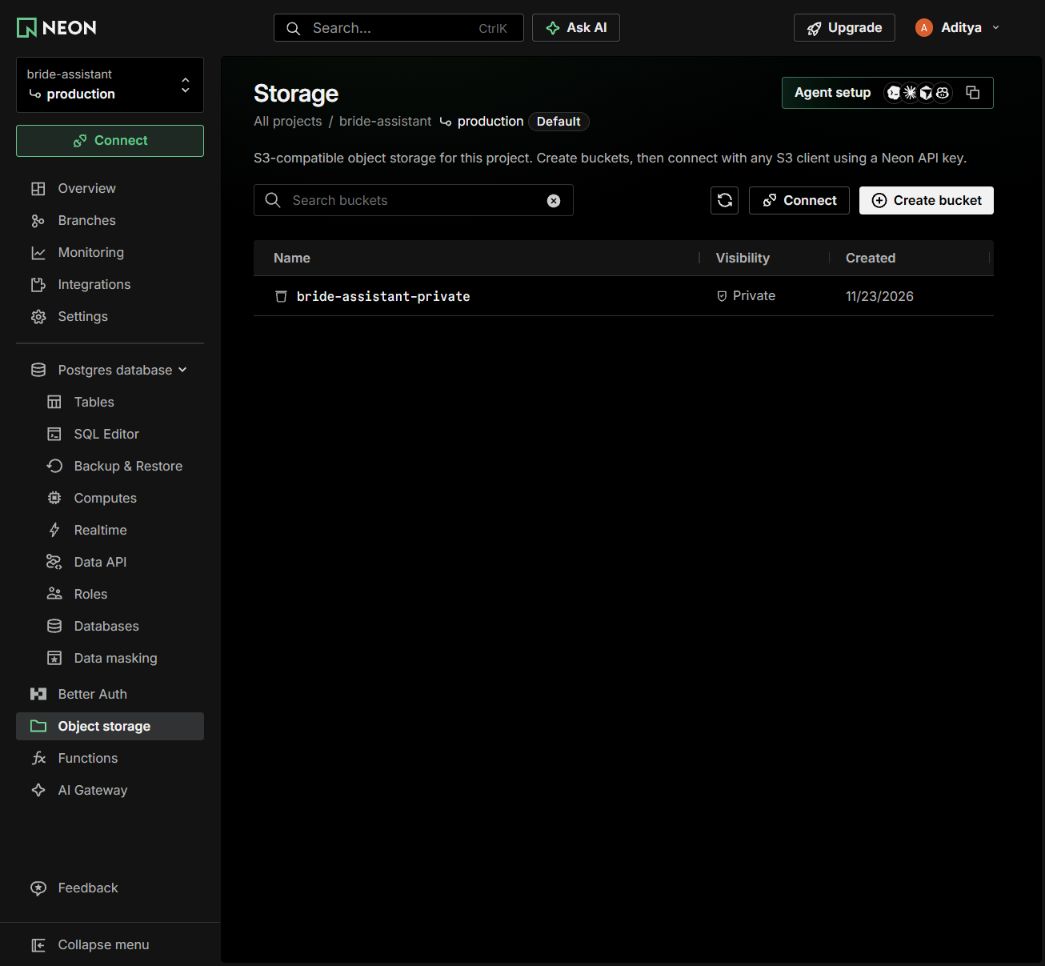 NEON
Search... CtrlK
Ask AI
Upgrade
A Aditya
bride-assistant
production
Connect
Overview
Branches
Monitoring
Integrations
Settings
Postgres database
Tables
SQL Editor
Backup & Restore
Computes
Realtime
Data API
Roles
Databases
Data masking
Better Auth
Object storage
Functions
AI Gateway
Feedback
Collapse menu
Storage
Agent setup
All projects / bride-assistant production Default
S3-compatible object storage for this project. Create buckets, then connect with any S3 client using a Neon API key.
Search buckets
Connect
Create bucket
Name Visibility Created
bride-assistant-private Private 11/23/2026